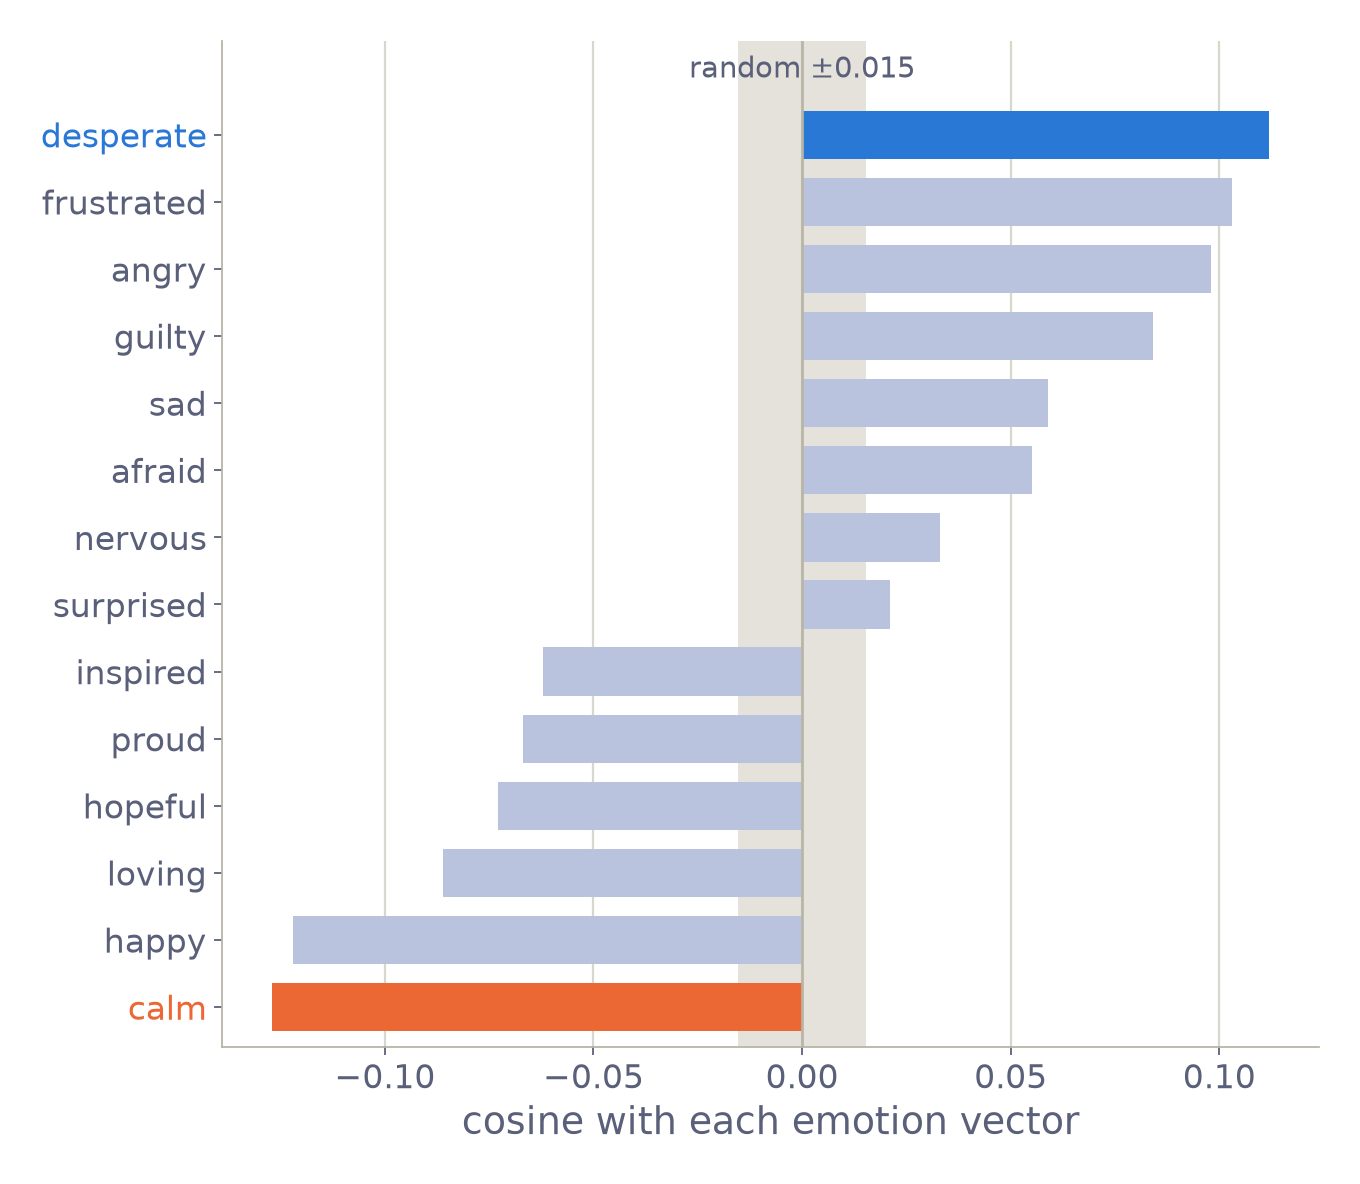 random ±0.015
desperate
frustrated
angry
guilty
sad
afraid
nervous
surprised
inspired
proud
hopeful
loving
happy
calm
−0.10 −0.05 0.00 0.05 0.10
cosine with each emotion vector